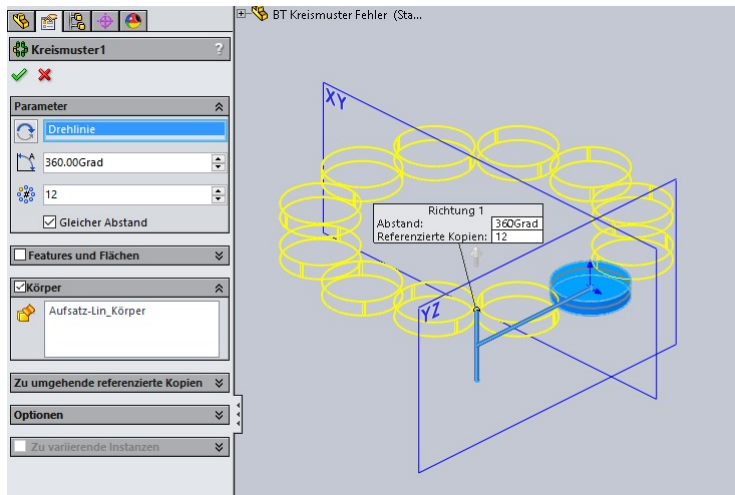 BT Kreismuster Fehler (Sta...
Kreismuster1
?
Parameter
Drehlinie
360.00Grad
12
Gleicher Abstand
Features und Flächen
Körper
Aufsatz-Lin_Körper
Zu umgehende referenzierte Kopien
Optionen
Zu variierende Instanzen
XY
Richtung 1
Abstand: 360Grad
Referenzierte Kopien: 12
YZ